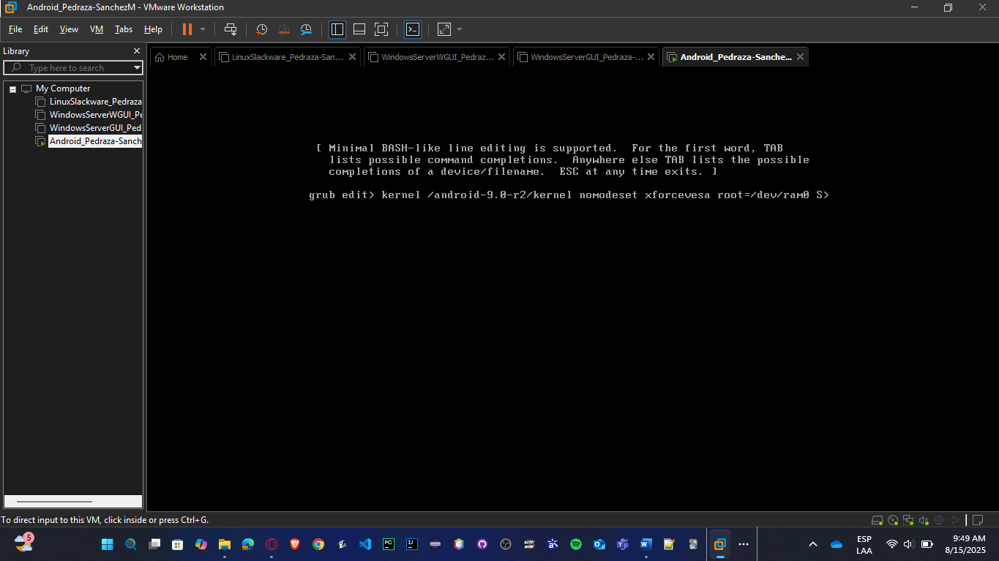 Android_Pedraza-SanchezM - VMware Workstation
File Edit View VM Tabs Help
Library
Type here to search
My Computer
LinuxSlackware_Pedraza
WindowsServerWGUI_Pe
WindowsServerGUI_Ped
Android_Pedraza-Sanch
Home
LinuxSlackware_Pedraza-San...
WindowsServerWGUI_Pedraz...
WindowsServerGUI_Pedraza-...
Android_Pedraza-Sanche...
[ Minimal BASH-like line editing is supported.  For the first word, TAB
lists possible command completions.  Anywhere else TAB lists the possible
completions of a device/filename.  ESC at any time exits. ]
grub edit> kernel /android-9.0-r2/kernel nomodeset xforcevesa root=/dev/ram0 S>
To direct input to this VM, click inside or press Ctrl+G.
5
PC
IJ
ESP
LAA
9:49 AM
8/15/2025